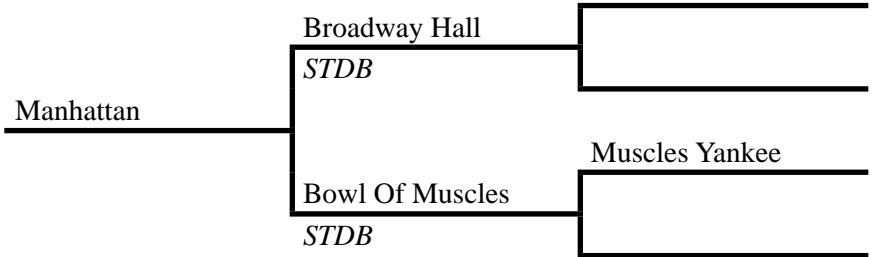 Broadway Hall
STDB
Manhattan
Muscles Yankee
Bowl Of Muscles
STDB